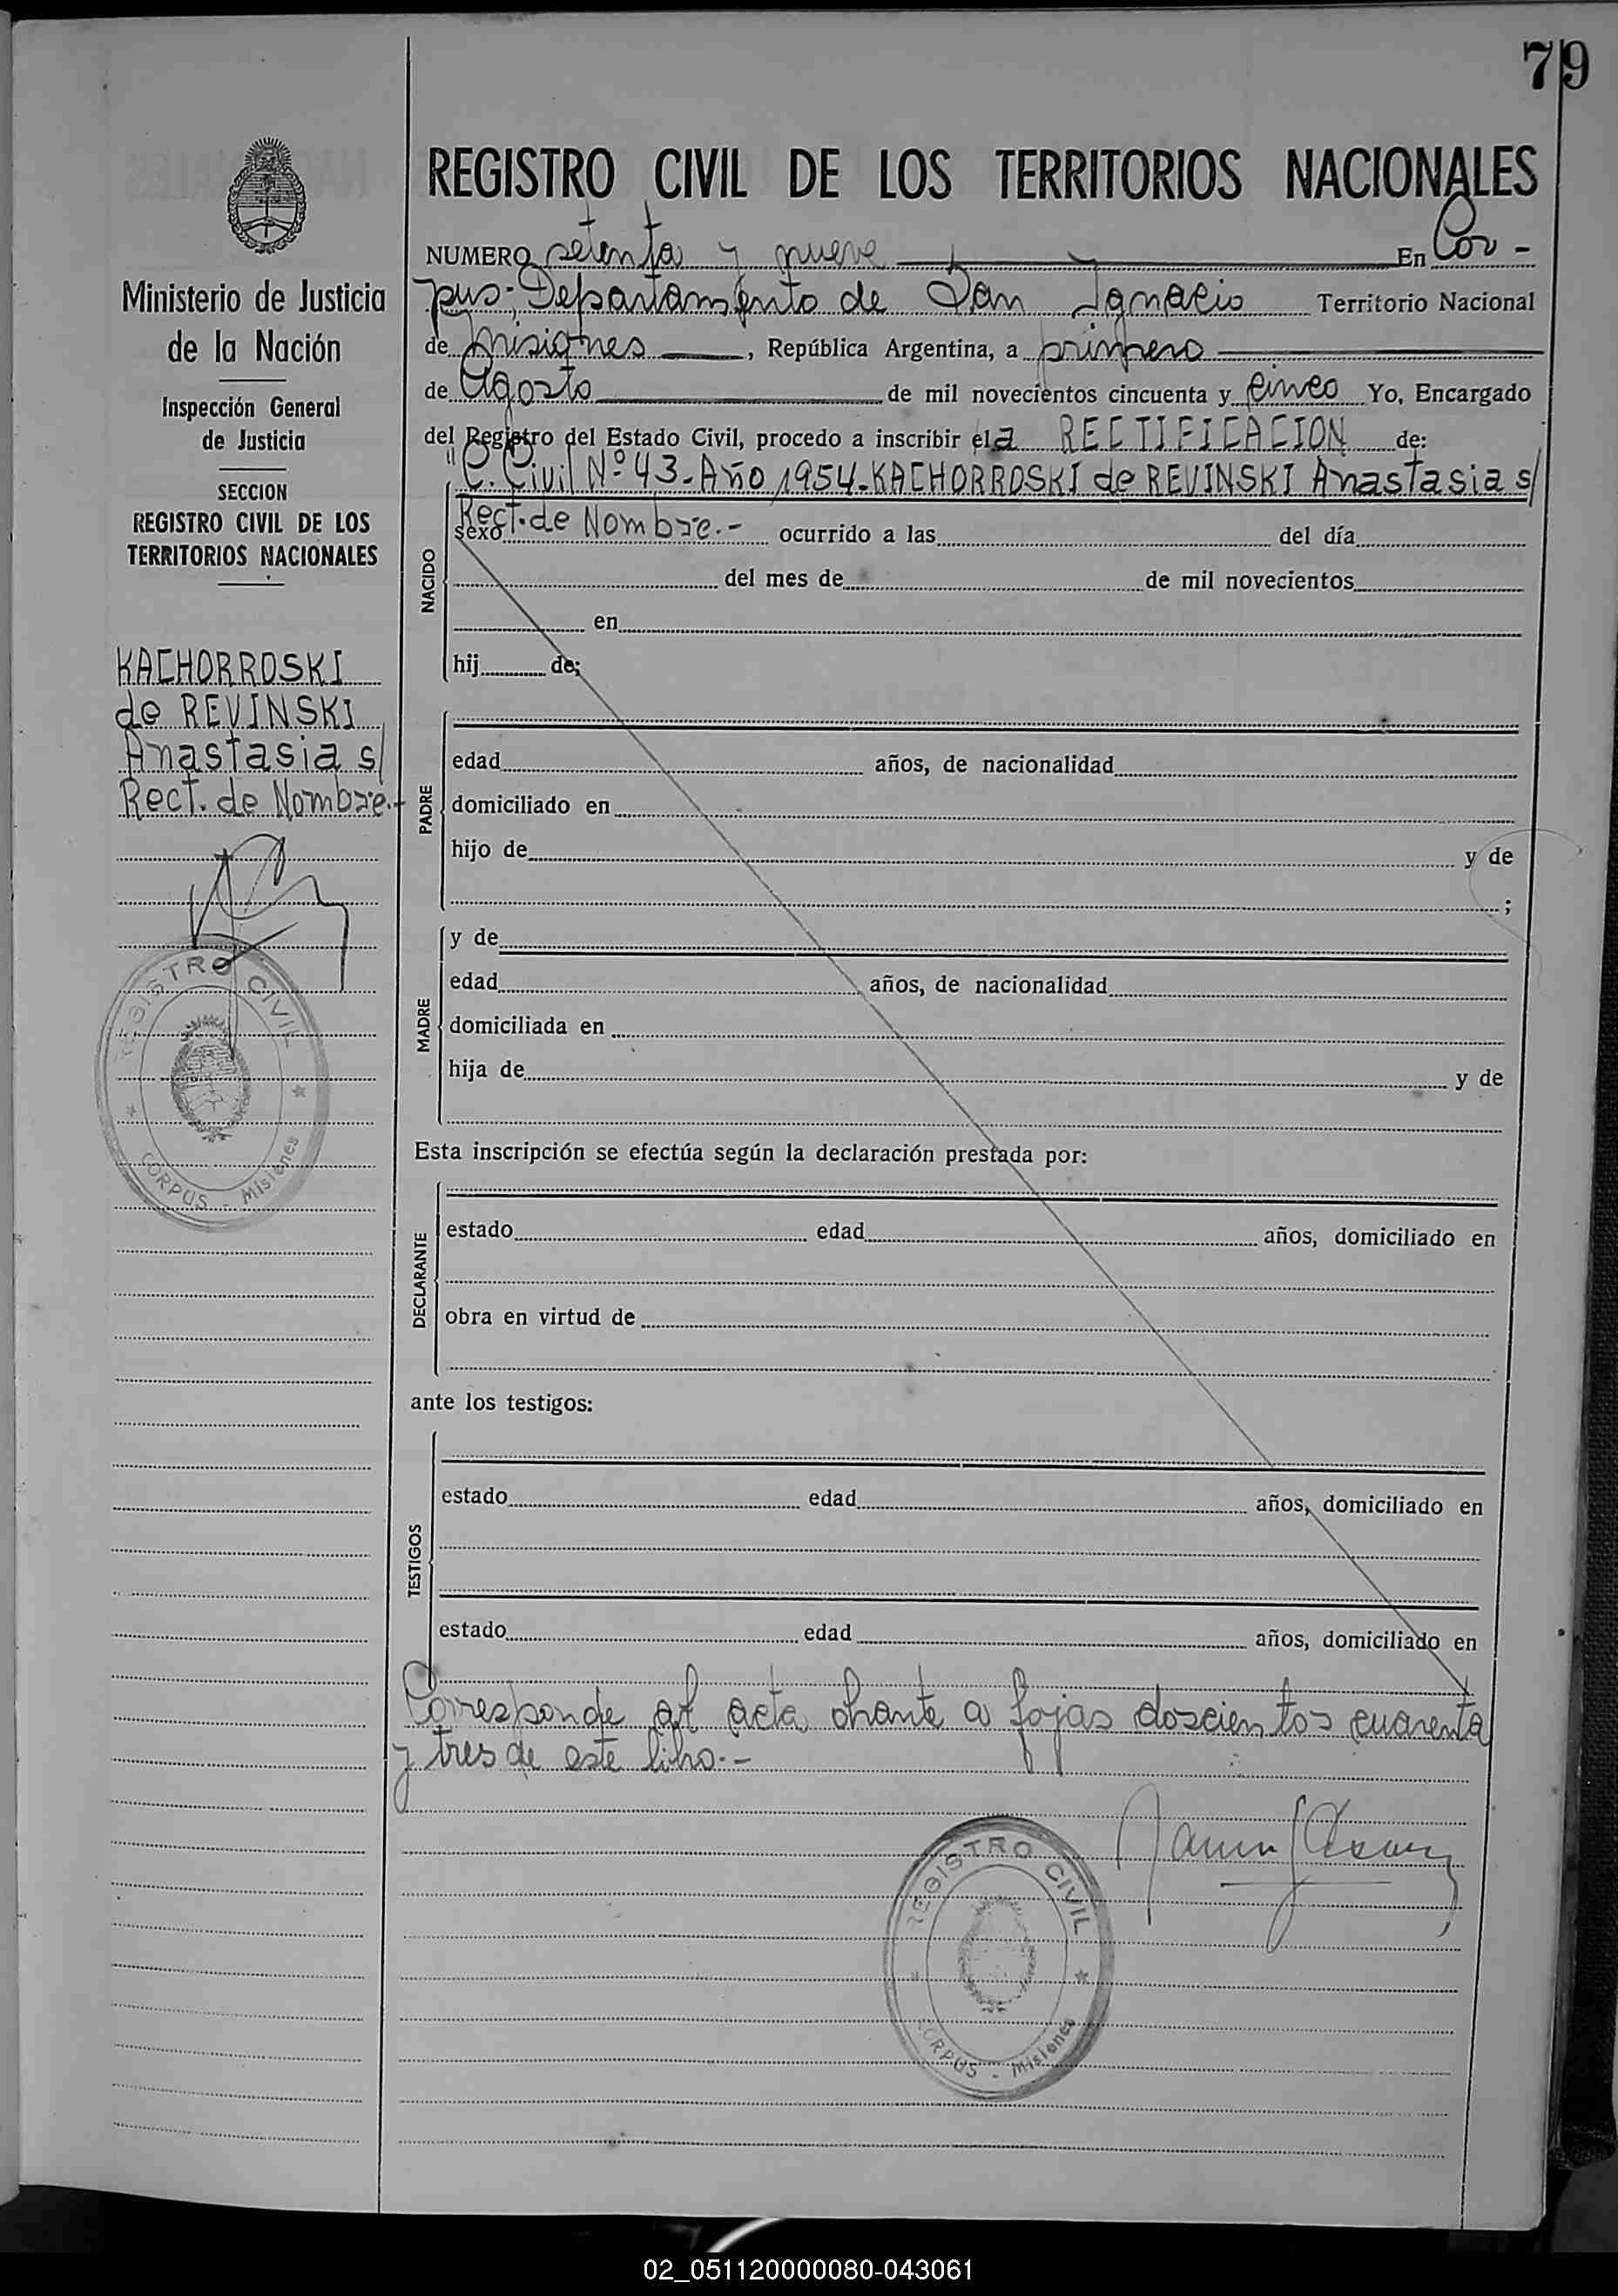 79
REGISTRO CIVIL DE LOS TERRITORIOS NACIONALES
NUMERO setenta y nueve En Cor-
pus; Departamento de San Ignacio Territorio Nacional
de Misiones, República Argentina, a primero
de Agosto de mil novecientos cincuenta y cinco Yo, Encargado
del Registro del Estado Civil, procedo a inscribir el a RECTIFICACION de:
C. Civil Nº 43-Año 1954-KACHORROSKI de REVINSKI Anastasia s/
Rect. de Nombre.-
sexo ocurrido a las del día
del mes de de mil novecientos
en
hij de;
NACIDO
edad años, de nacionalidad
domiciliado en
hijo de y de
;
PADRE
y de
edad años, de nacionalidad
domiciliada en
hija de y de
MADRE
Esta inscripción se efectúa según la declaración prestada por:
estado edad años, domiciliado en
obra en virtud de
DECLARANTE
ante los testigos:
estado edad años, domiciliado en
estado edad años, domiciliado en
TESTIGOS
Corresponde al acta obrante a fojas doscientos cuarenta
y tres de este libro.-
REGISTRO CIVIL
CORPUS - Misiones
Ministerio de Justicia
de la Nación
Inspección General
de Justicia
SECCION
REGISTRO CIVIL DE LOS
TERRITORIOS NACIONALES
KACHORROSKI
de REVINSKI
Anastasia s/
Rect. de Nombre.-
REGISTRO CIVIL
CORPUS - Misiones
02_051120000080-043061